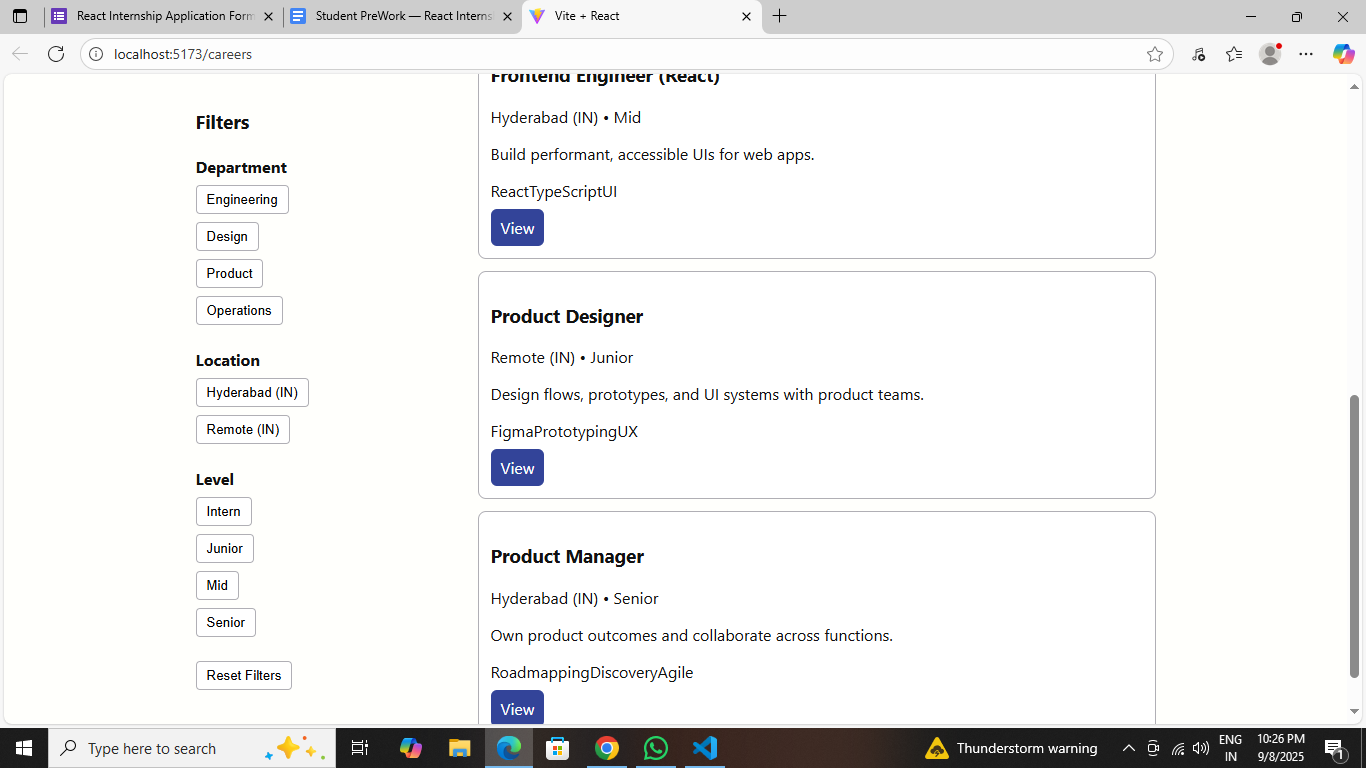 React Internship Application Form
Student PreWork — React Interns
Vite + React
localhost:5173/careers
Filters
Department
Engineering
Design
Product
Operations
Location
Hyderabad (IN)
Remote (IN)
Level
Intern
Junior
Mid
Senior
Reset Filters
Frontend Engineer (React)
Hyderabad (IN) • Mid
Build performant, accessible UIs for web apps.
ReactTypeScriptUI
View
Product Designer
Remote (IN) • Junior
Design flows, prototypes, and UI systems with product teams.
FigmaPrototypingUX
View
Product Manager
Hyderabad (IN) • Senior
Own product outcomes and collaborate across functions.
RoadmappingDiscoveryAgile
View
Type here to search
Thunderstorm warning
ENG
IN
10:26 PM
9/8/2025
1